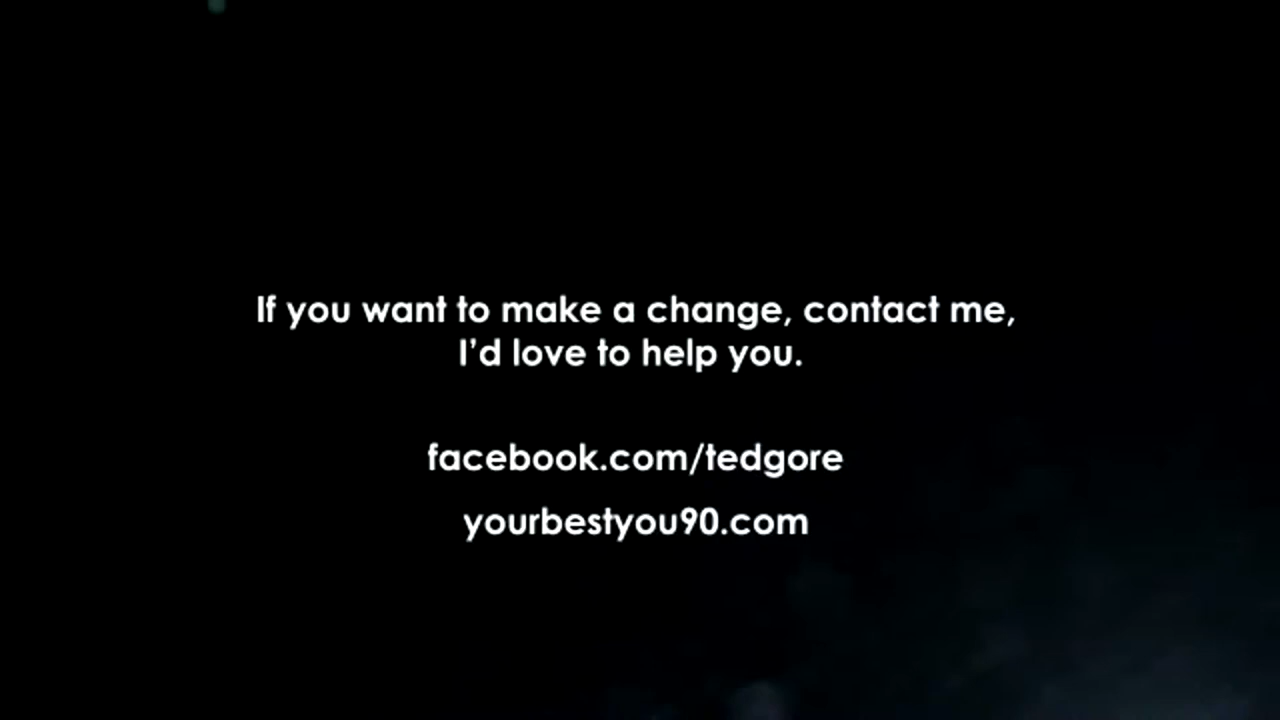 If you want to make a change, contact me,
I'd love to help you.
facebook.com/tedgore
yourbestyou90.com